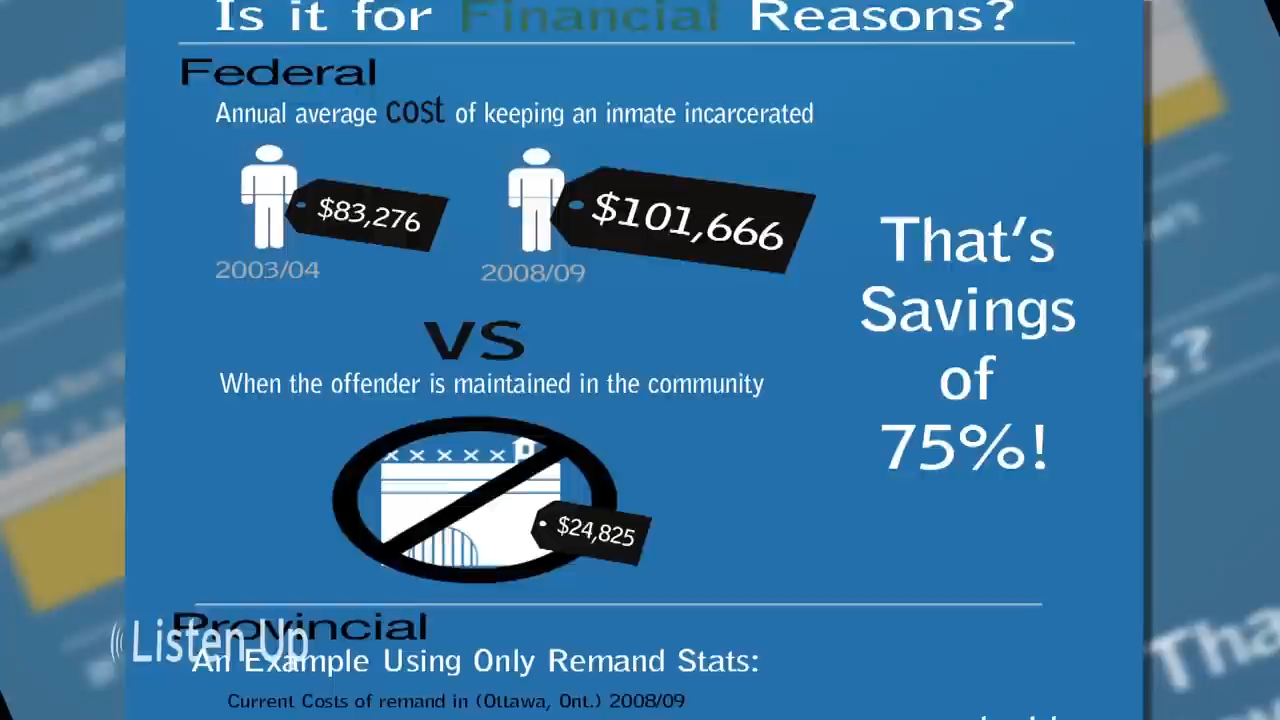 Is it for Financial Reasons?
Federal
Annual average cost of keeping an inmate incarcerated
$83,276
$101,666
2003/04
2008/09
That's
Savings
of
75%!
VS
When the offender is maintained in the community
$24,825
Provincial
Listen Up
An Example Using Only Remand Stats:
Current Costs of remand in (Ottawa, Ont.) 2008/09